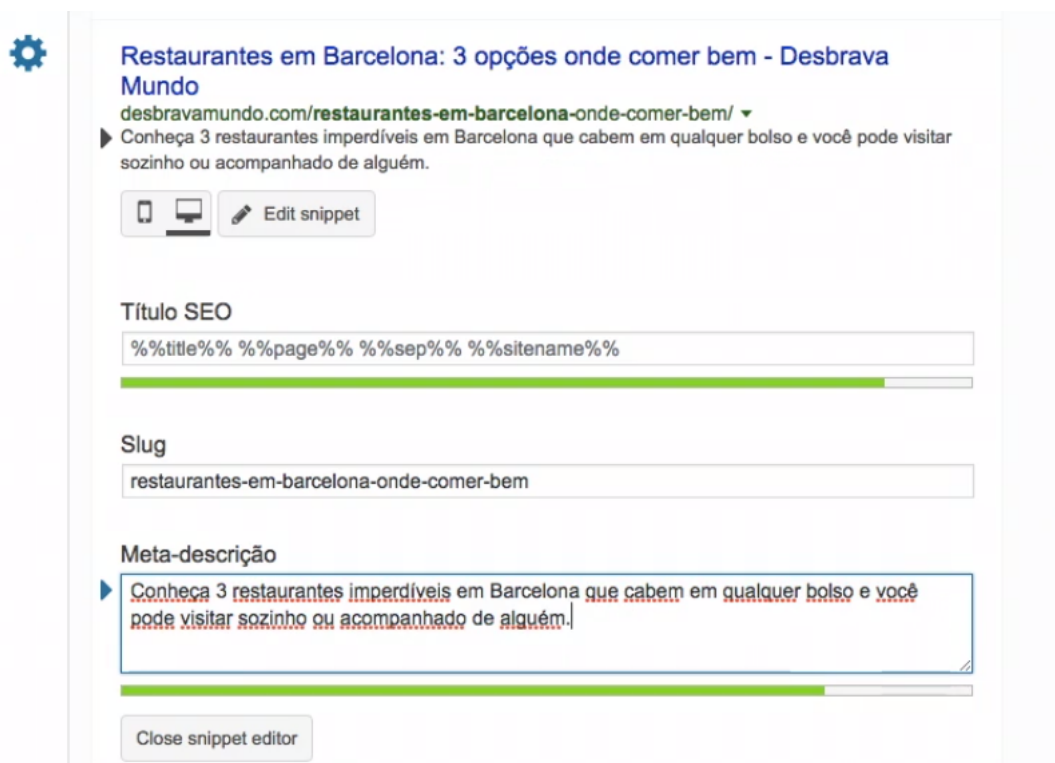 Restaurantes em Barcelona: 3 opções onde comer bem - Desbrava
Mundo
desbravamundo.com/restaurantes-em-barcelona-onde-comer-bem/
Conheça 3 restaurantes imperdíveis em Barcelona que cabem em qualquer bolso e você pode visitar
sozinho ou acompanhado de alguém.
Edit snippet
Título SEO
%%title%% %%page%% %%sep%% %%sitename%%
Slug
restaurantes-em-barcelona-onde-comer-bem
Meta-descrição
Conheça 3 restaurantes imperdíveis em Barcelona que cabem em qualquer bolso e você
pode visitar sozinho ou acompanhado de alguém.
Close snippet editor